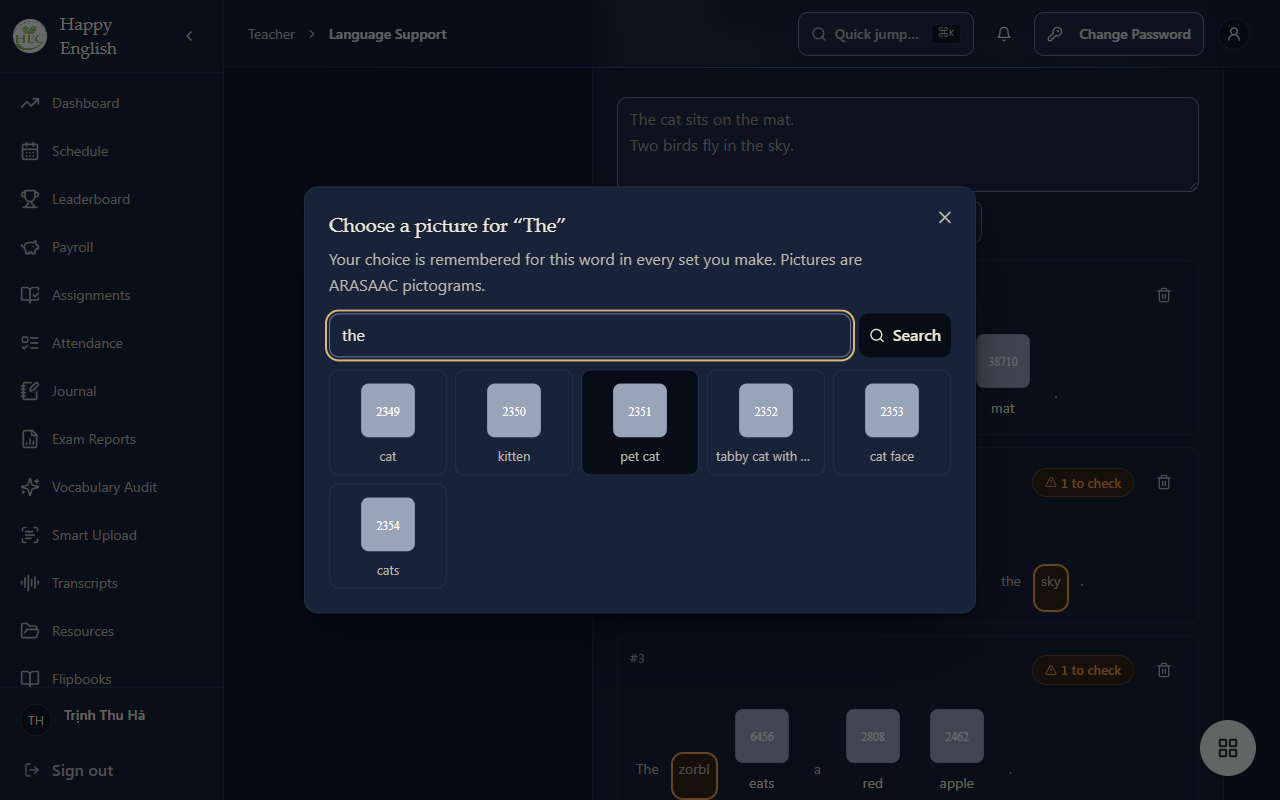 HEC
Happy English
Teacher > Language Support
Quick jump... ⌘K
Change Password
Dashboard
Schedule
Leaderboard
Payroll
Assignments
Attendance
Journal
Exam Reports
Vocabulary Audit
Smart Upload
Transcripts
Resources
Flipbooks
TH Trịnh Thu Hà
Sign out
The cat sits on the mat.
Two birds fly in the sky.
Choose a picture for “The”
Your choice is remembered for this word in every set you make. Pictures are
ARASAAC pictograms.
the
Search
2349 2350 2351 2352 2353
cat kitten pet cat tabby cat with ... cat face
2354
cats
38710
mat .
1 to check
the sky .
#3
1 to check
6456 2808 2462
The zorbl eats a red apple .